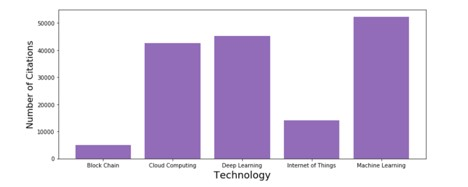 50000
40000
30000
20000
10000
0
Number of Citations
Block Chain Cloud Computing Deep Learning Internet of Things Machine Learning
Technology